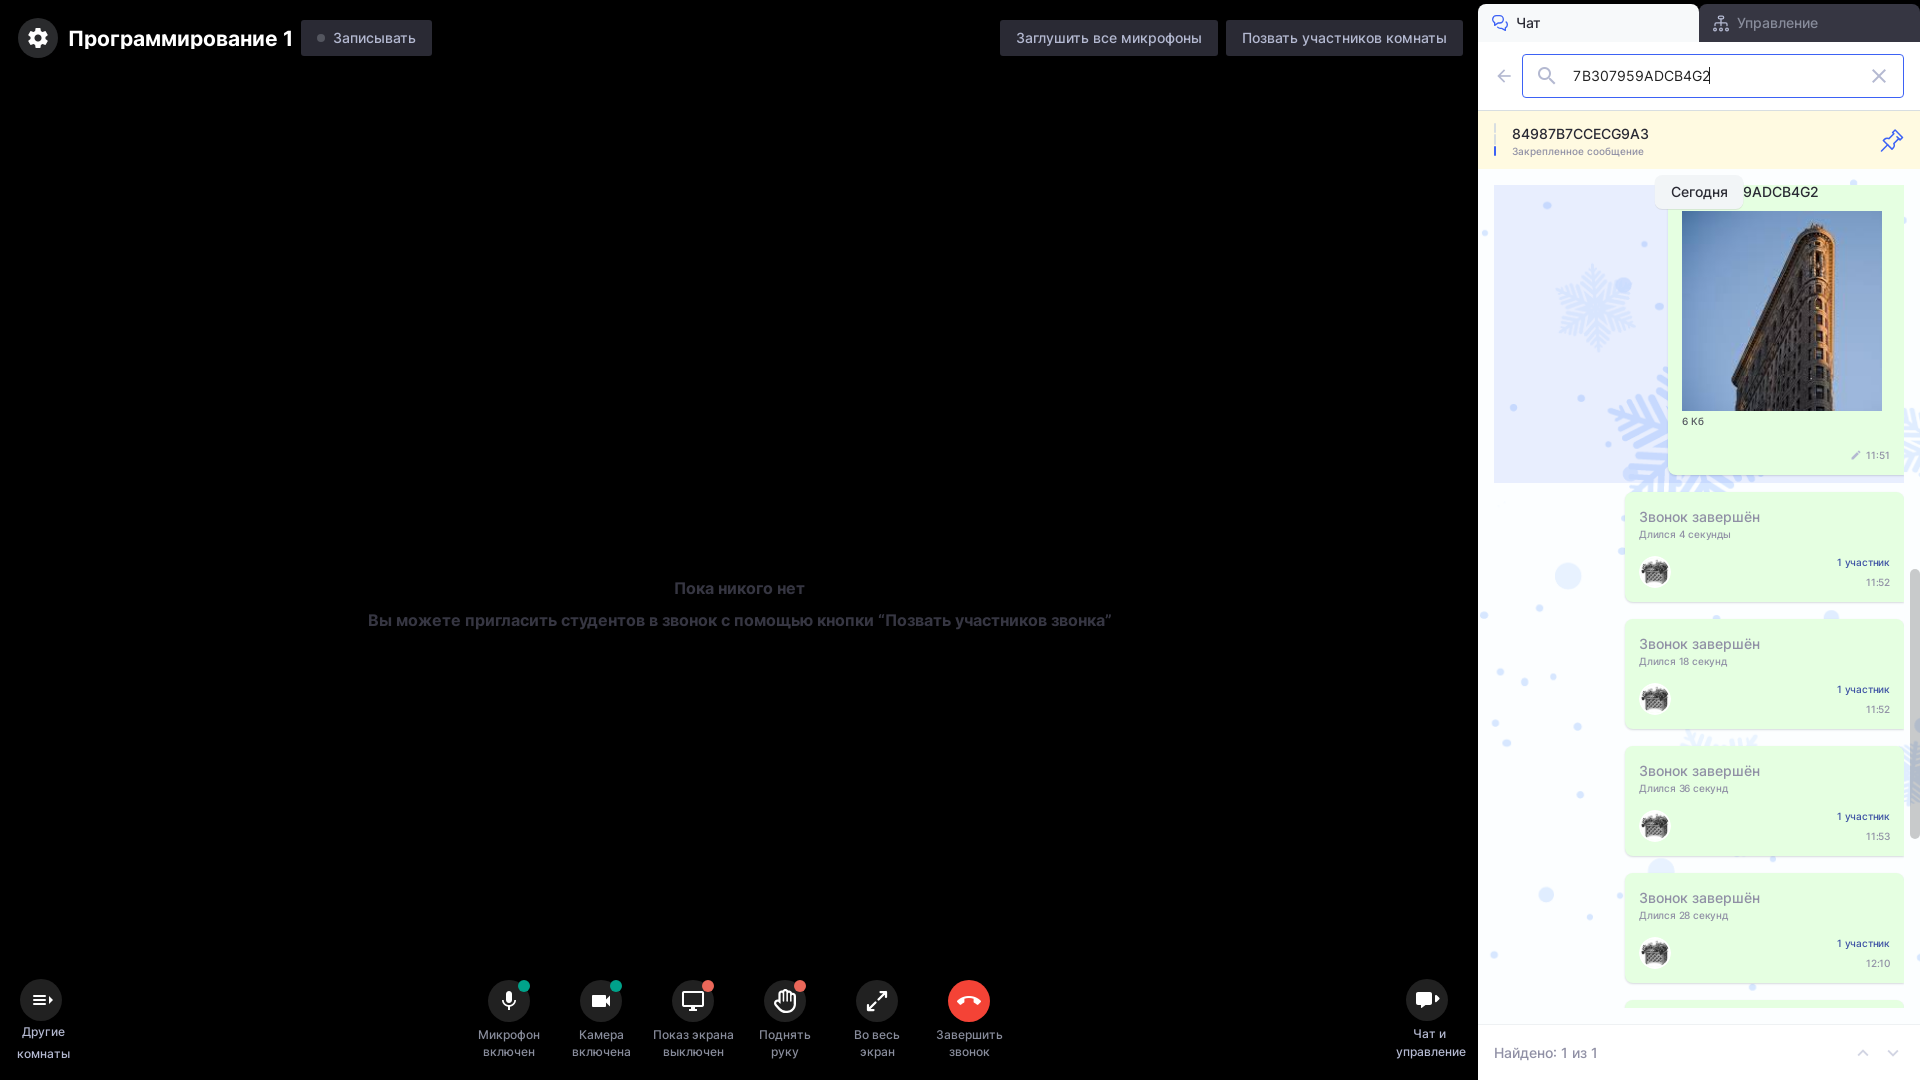 Программирование 1
Записывать
Заглушить все микрофоны
Позвать участников комнаты
Чат
Управление
7B307959ADCB4G2
84987B7CCECG9A3
Закрепленное сообщение
Сегодня
9ADCB4G2
6 Кб
11:51
Звонок завершён
Длился 4 секунды
1 участник
11:52
Звонок завершён
Длился 18 секунд
1 участник
11:52
Звонок завершён
Длился 36 секунд
1 участник
11:53
Звонок завершён
Длился 28 секунд
1 участник
12:10
Найдено: 1 из 1
Пока никого нет
Вы можете пригласить студентов в звонок с помощью кнопки “Позвать участников звонка”
Другие
комнаты
Микрофон
включен
Камера
включена
Показ экрана
выключен
Поднять
руку
Во весь
экран
Завершить
звонок
Чат и
управление